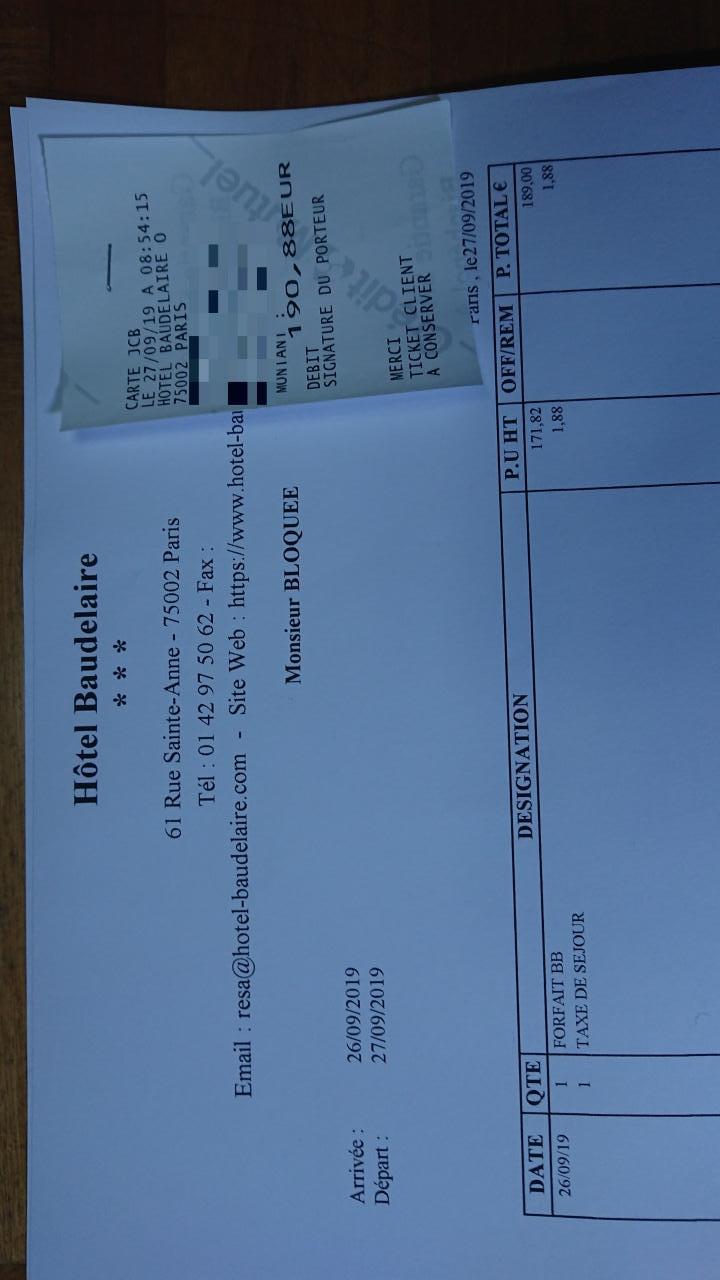 Hôtel Baudelaire
* * *
61 Rue Sainte-Anne - 75002 Paris
Tél : 01 42 97 50 62 - Fax :
Email : resa@hotel-baudelaire.com - Site Web : https://www.hotel-bau
Monsieur BLOQUEE
Arrivée : 26/09/2019
Départ : 27/09/2019
CARTE JCB
LE 27/09/19 A 08:54:15
HOTEL BAUDELAIRE O
75002 PARIS
190,88EUR
DEBIT
SIGNATURE DU PORTEUR
MERCI
TICKET CLIENT
A CONSERVER
, le27/09/2019
DATE QTE DESIGNATION P.U HT OFF/REM P. TOTAL €
26/09/19 1 FORFAIT BB 171,82 189,00
1 TAXE DE SEJOUR 1,88 1,88